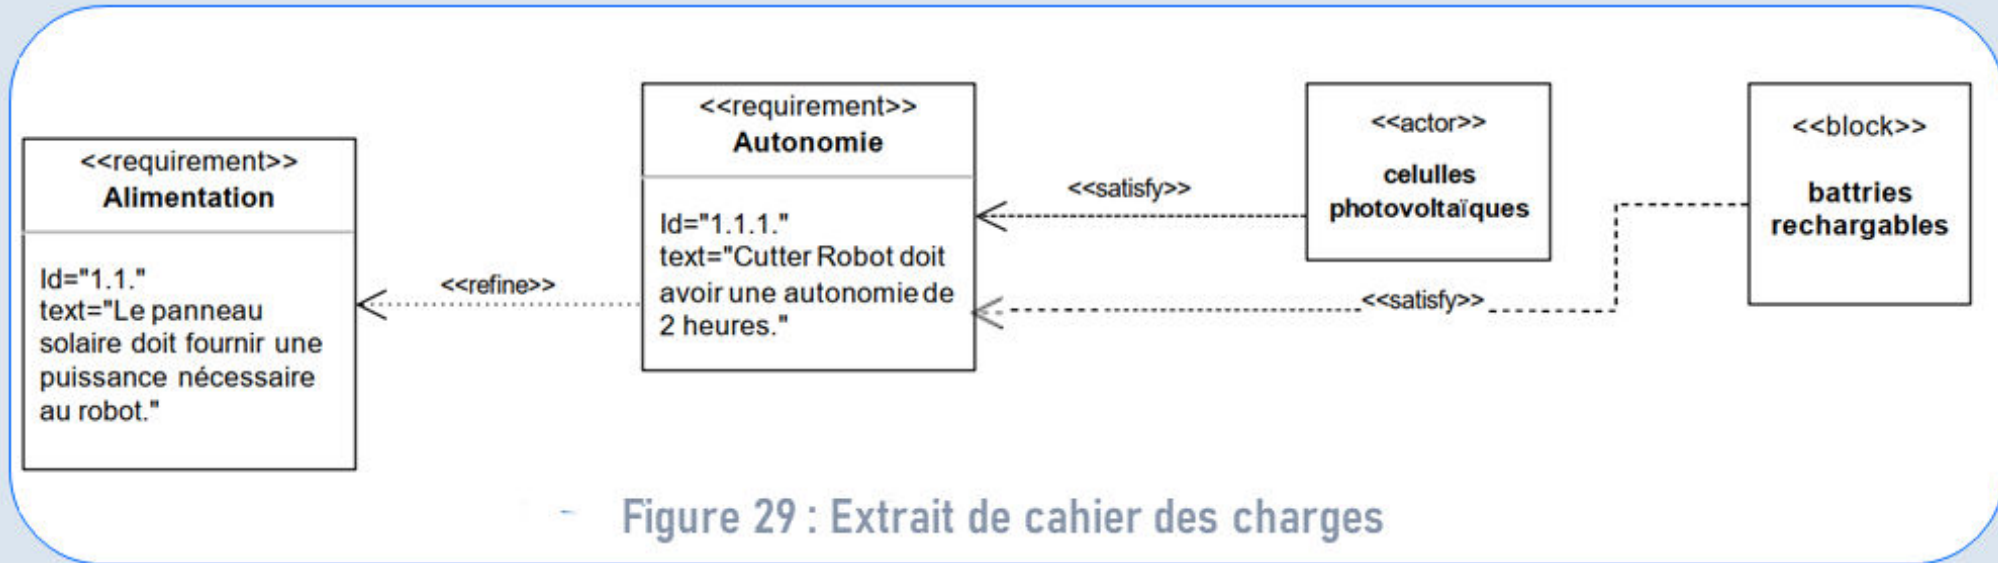 <<requirement>>
Alimentation
Id="1.1."
text="Le panneau
solaire doit fournir une
puissance nécessaire
au robot."
<<refine>>
<<requirement>>
Autonomie
Id="1.1.1."
text="Cutter Robot doit
avoir une autonomie de
2 heures."
<<satisfy>>
<<satisfy>>
<<actor>>
celulles
photovoltaïques
<<block>>
battries
rechargables
Figure 29 : Extrait de cahier des charges